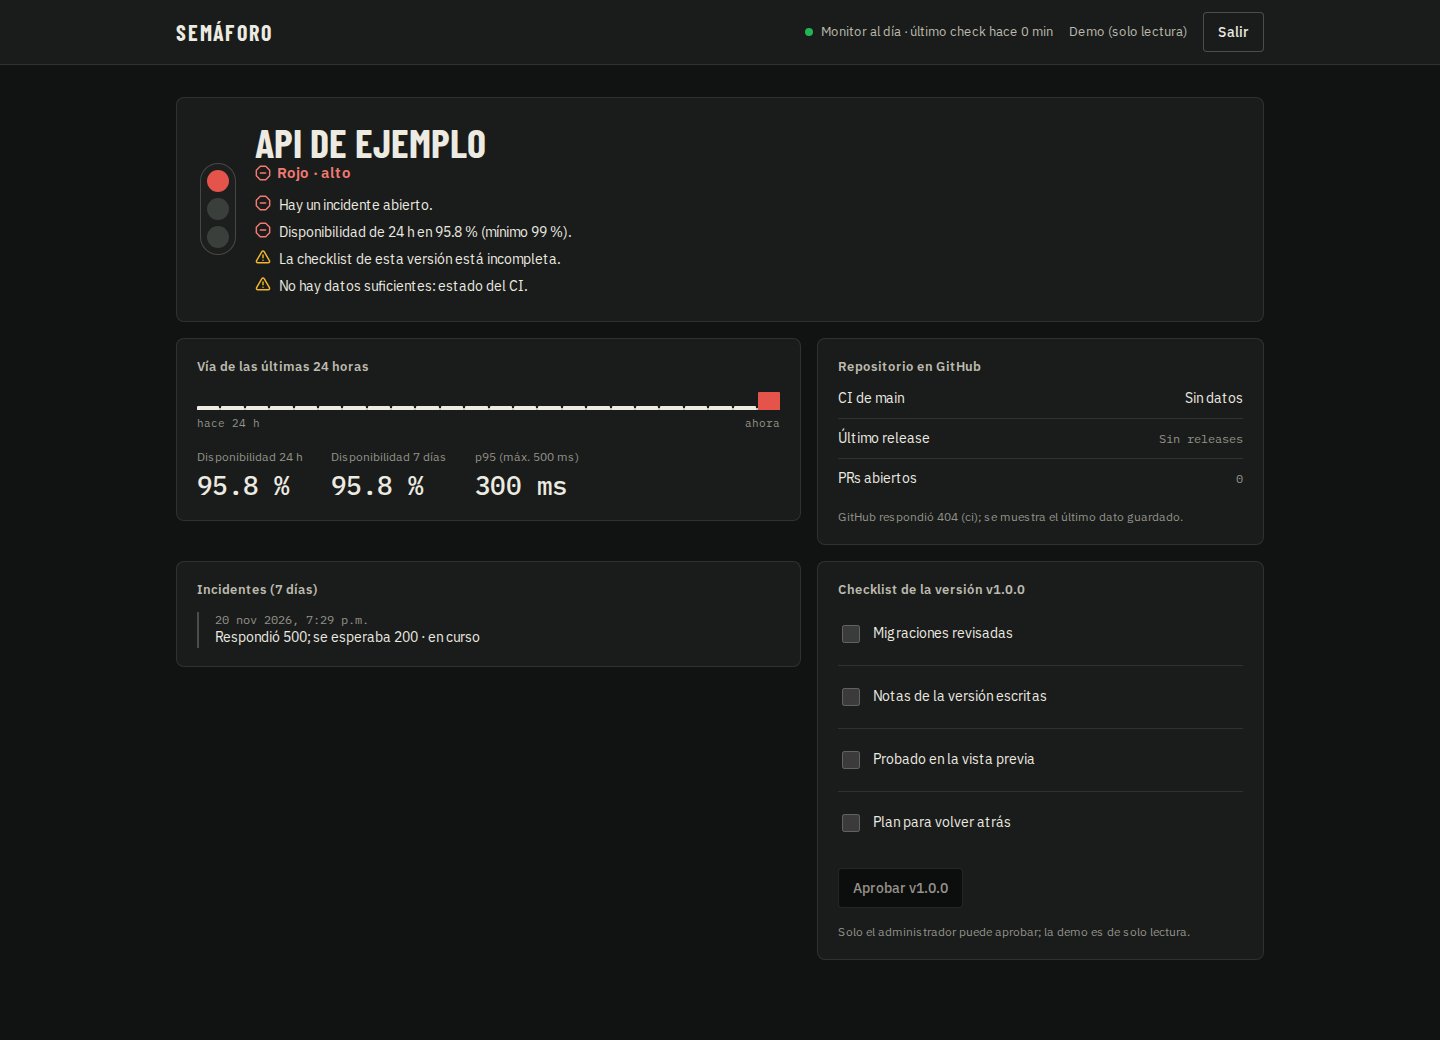 SEMÁFORO
Monitor al día · último check hace 0 min
Demo (solo lectura)
Salir
API DE EJEMPLO
Rojo · alto
Hay un incidente abierto.
Disponibilidad de 24 h en 95.8 % (mínimo 99 %).
La checklist de esta versión está incompleta.
No hay datos suficientes: estado del CI.
Vía de las últimas 24 horas
hace 24 h
ahora
Disponibilidad 24 h
95.8 %
Disponibilidad 7 días
95.8 %
p95 (máx. 500 ms)
300 ms
Repositorio en GitHub
CI de main
Sin datos
Último release
Sin releases
PRs abiertos
0
GitHub respondió 404 (ci); se muestra el último dato guardado.
Incidentes (7 días)
20 nov 2026, 7:29 p.m.
Respondió 500; se esperaba 200 · en curso
Checklist de la versión v1.0.0
Migraciones revisadas
Notas de la versión escritas
Probado en la vista previa
Plan para volver atrás
Aprobar v1.0.0
Solo el administrador puede aprobar; la demo es de solo lectura.